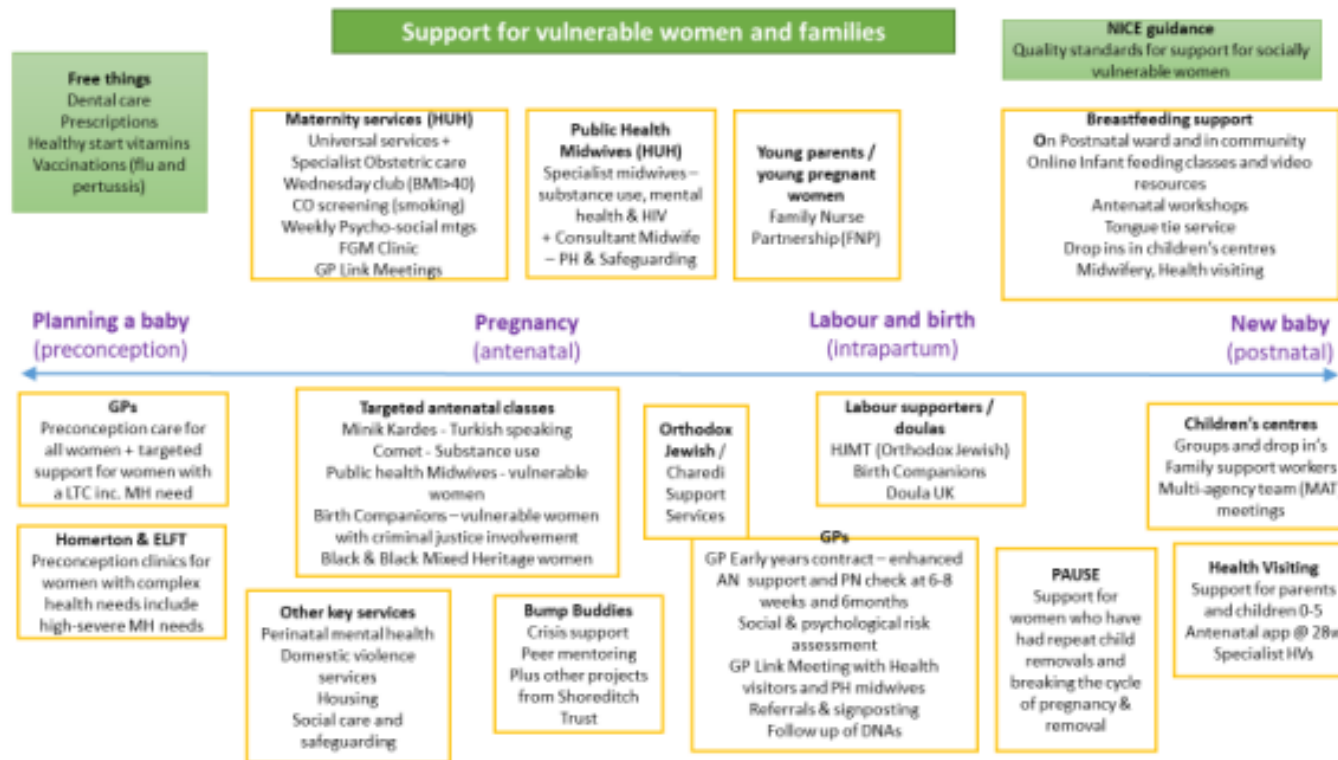 Support for vulnerable women and families
NICE guidance
Quality standards for support for socially
vulnerable women
Free things
Dental care
Prescriptions
Healthy start vitamins
Vaccinations (flu and
pertussis)
Maternity services (HUH)
Universal services +
Specialist Obstetric care
Wednesday club (BMI>40)
CO screening (smoking)
Weekly Psycho-social mtgs
FGM Clinic
GP Link Meetings
Public Health
Midwives (HUH)
Specialist midwives –
substance use, mental
health & HIV
+ Consultant Midwife
– PH & Safeguarding
Young parents /
young pregnant
women
Family Nurse
Partnership (FNP)
Breastfeeding support
On Postnatal ward and in community
Online Infant feeding classes and video
resources
Antenatal workshops
Tongue tie service
Drop ins in children's centres
Midwifery, Health visiting
Planning a baby
(preconception)
Pregnancy
(antenatal)
Labour and birth
(intrapartum)
New baby
(postnatal)
GPs
Preconception care for
all women + targeted
support for women with
a LTC inc. MH need
Homerton & ELFT
Preconception clinics for
women with complex
health needs include
high-severe MH needs
Targeted antenatal classes
Minik Kardes - Turkish speaking
Comet - Substance use
Public health Midwives - vulnerable
women
Birth Companions – vulnerable women
with criminal justice involvement
Black & Black Mixed Heritage women
Other key services
Perinatal mental health
Domestic violence
services
Housing
Social care and
safeguarding
Bump Buddies
Crisis support
Peer mentoring
Plus other projects
from Shoreditch
Trust
Orthodox
Jewish /
Charedi
Support
Services
Labour supporters /
doulas
HJMT (Orthodox Jewish)
Birth Companions
Doula UK
GPs
GP Early years contract – enhanced
AN support and PN check at 6-8
weeks and 6months
Social & psychological risk
assessment
GP Link Meeting with Health
visitors and PH midwives
Referrals & signposting
Follow up of DNAs
PAUSE
Support for
women who have
had repeat child
removals and
breaking the cycle
of pregnancy &
removal
Children's centres
Groups and drop in's
Family support workers
Multi-agency team (MAT
meetings
Health Visiting
Support for parents
and children 0-5
Antenatal app @ 28w
Specialist HVs